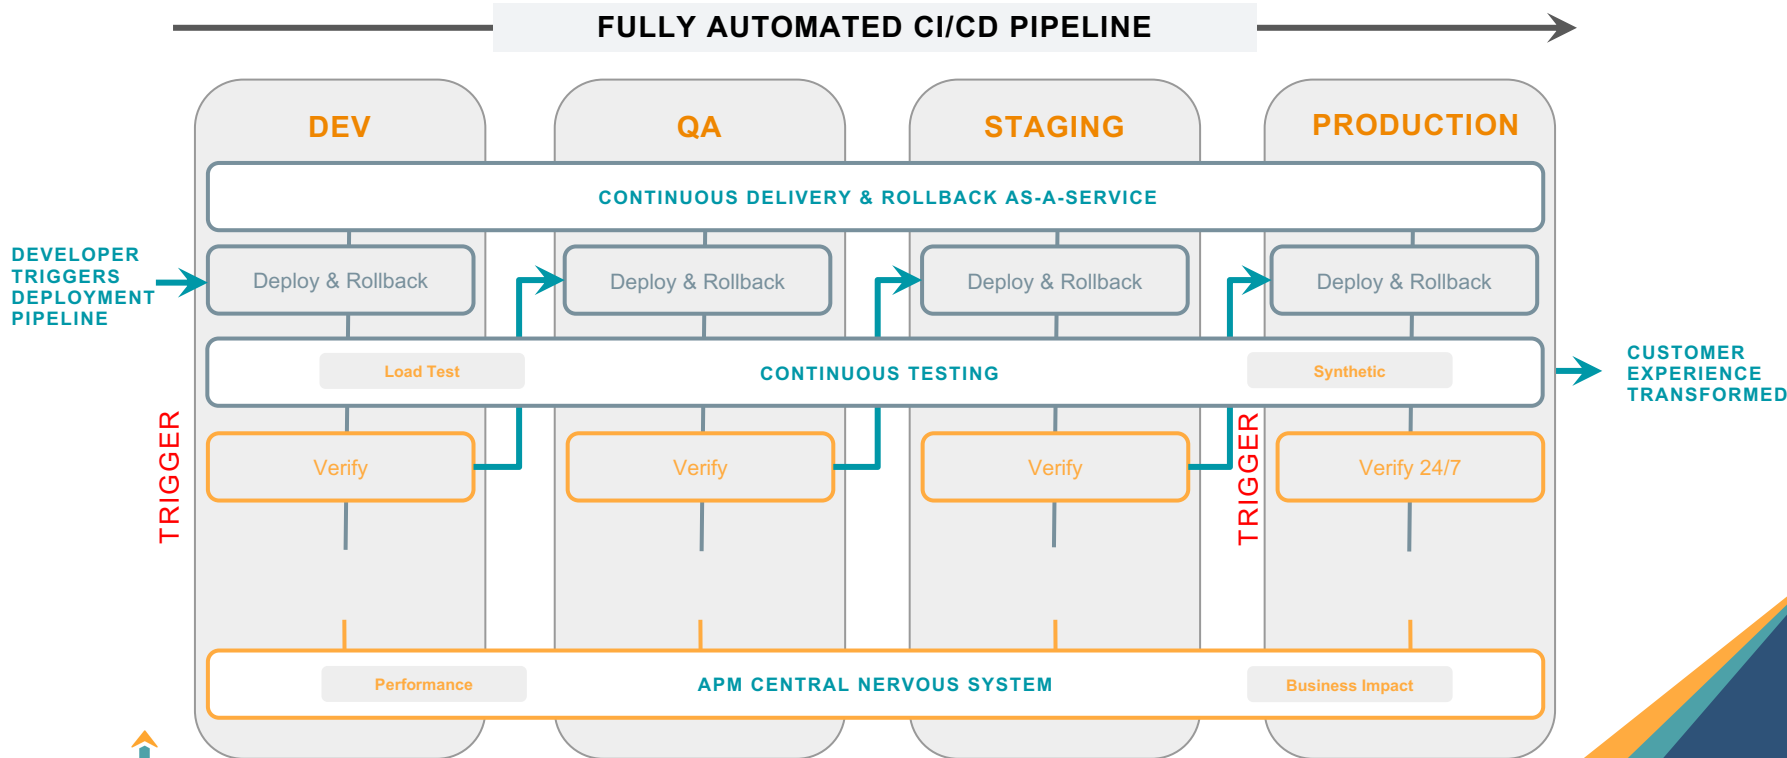 FULLY AUTOMATED CI/CD PIPELINE
DEV
QA
STAGING
PRODUCTION
CONTINUOUS DELIVERY & ROLLBACK AS-A-SERVICE
DEVELOPER
TRIGGERS
DEPLOYMENT
PIPELINE
Deploy & Rollback
Deploy & Rollback
Deploy & Rollback
Deploy & Rollback
Load Test
CONTINUOUS TESTING
Synthetic
CUSTOMER
EXPERIENCE
TRANSFORMED
TRIGGER
Verify
Verify
Verify
TRIGGER
Verify 24/7
Performance
APM CENTRAL NERVOUS SYSTEM
Business Impact